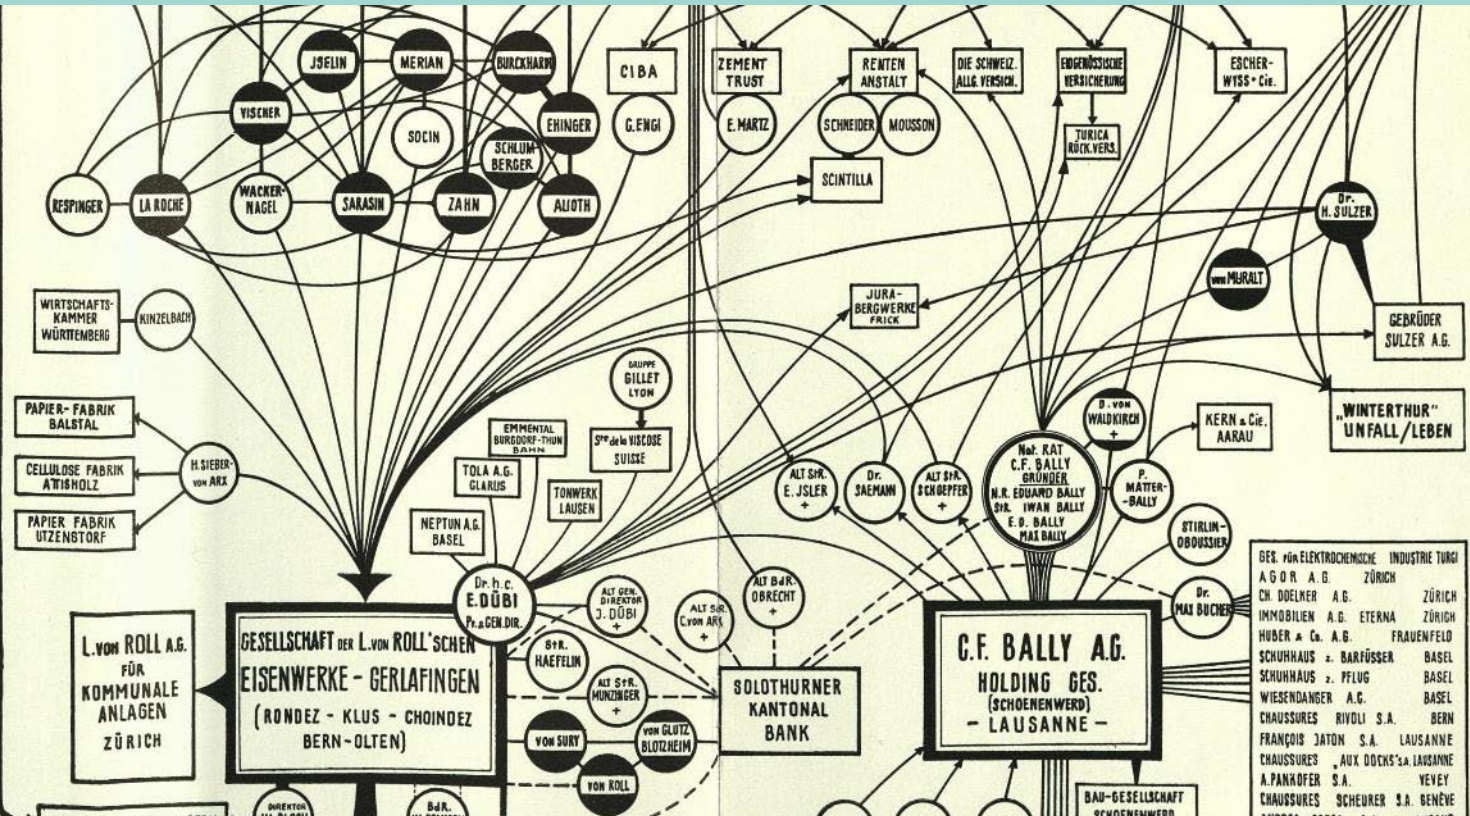 JSELIN
MERIAN
BURCKHARDT
VISCHER
SOCIN
SCHLUM-
BERGER
EHINGER
RESPINGER
LA ROCHE
WACKER-
NAGEL
SARASIN
ZAHN
ALIOTH
CIBA
G.ENGI
ZEMENT
TRUST
E.MARTZ
RENTEN
ANSTALT
SCHNEIDER
MOUSSON
SCINTILLA
DIE SCHWEIZ.
ALLG. VERSICH.
EIDGENÖSSISCHE
VERSICHERUNG
TURICA
RÜCK.VERS.
ESCHER-
WYSS + CIE.
Dr.
H. SULZER
VON MURALT
GEBRÜDER
SULZER A.G.
JURA-
BERGWERKE
FRICK
WIRTSCHAFTS-
KAMMER
WÜRTTEMBERG
KINZELBACH
PAPIER-FABRIK
BALSTAL
CELLULOSE FABRIK
ATTISHOLZ
PAPIER FABRIK
UTZENSTORF
H. SIEBER-
VON ARX
GRUPPE
GILLET
LYON
Sté de la VISCOSE
SUISSE
EMMENTAL
BURGDORF-THUN
BAHN
TOLA A.G.
GLARUS
TONWERK
LAUSEN
NEPTUN A.G.
BASEL
"WINTERTHUR"
UNFALL/LEBEN
D. VON
WALDKIRCH
+
KERN & Cie.
AARAU
ALT StR.
E. JSLER
+
Dr.
SAEMANN
ALT StR.
SCHOEPFER
+
Nat. RAT
C.F. BALLY
GRÜNDER
N.R. EDUARD BALLY
StR. IWAN BALLY
E.O. BALLY
MAX BALLY
P.
MATTER-
-BALLY
STIRLIN-
OBOUSSIER
Dr.
MAX BUCHER
Dr. h.c.
E. DÜBI
Pr. & GEN. DIR.
ALT GEN.
DIREKTOR
J. DÜBI
+
ALT StR.
C. von ARX
+
ALT BdR.
OBRECHT
+
StR.
HAEFELIN
ALT StR.
MUNZINGER
+
VON SURY
VON GLUTZ
BLOTZHEIM
VON ROLL
L. VON ROLL A.G.
FÜR
KOMMUNALE
ANLAGEN
ZÜRICH
GESELLSCHAFT DER L. VON ROLL'SCHEN
EISENWERKE - GERLAFINGEN
(RONDEZ - KLUS - CHOINDEZ
BERN-OLTEN)
SOLOTHURNER
KANTONAL
BANK
C.F. BALLY A.G.
HOLDING GES.
(SCHOENENWERD)
- LAUSANNE -
GES. FÜR ELEKTROCHEMISCHE INDUSTRIE TURGI
AGOR A.G. ZÜRICH
CH. DOELKER A.G. ZÜRICH
IMMOBILIEN A.G. ETERNA ZÜRICH
HUBER & Co. A.G. FRAUENFELD
SCHUHHAUS z. BARFÜSSER BASEL
SCHUHHAUS z. PFLUG BASEL
WIESENDANGER A.G. BASEL
CHAUSSURES RIVOLI S.A. BERN
FRANÇOIS JATON S.A. LAUSANNE
CHAUSSURES „AUX DOCKS" S.A. LAUSANNE
A. PANKOFER S.A. VEVEY
CHAUSSURES SCHEURER S.A. GENÈVE
DIREKTOR
BdR.
BAU-GESELLSCHAFT
SCHOENENWERD